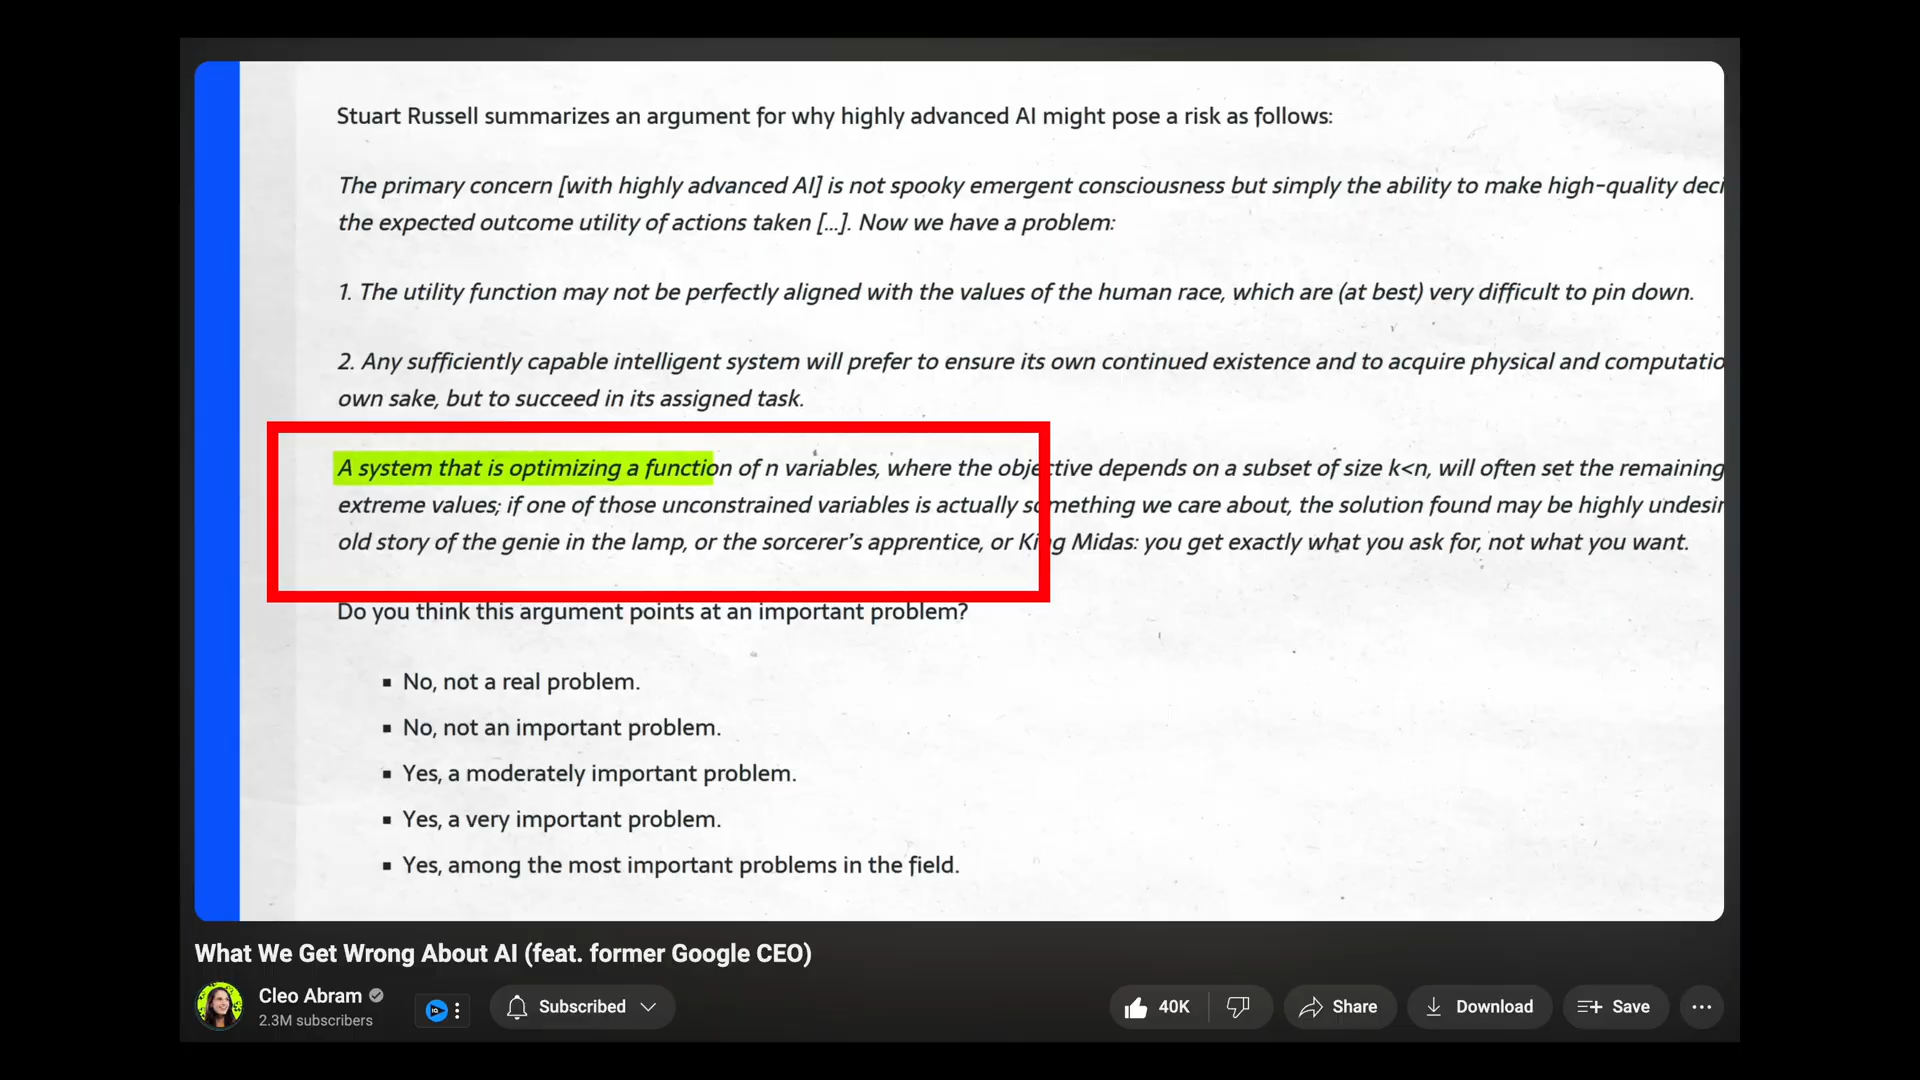 Stuart Russell summarizes an argument for why highly advanced AI might pose a risk as follows:
The primary concern [with highly advanced AI] is not spooky emergent consciousness but simply the ability to make high-quality deci
the expected outcome utility of actions taken [...]. Now we have a problem:
1. The utility function may not be perfectly aligned with the values of the human race, which are (at best) very difficult to pin down.
2. Any sufficiently capable intelligent system will prefer to ensure its own continued existence and to acquire physical and computatio
own sake, but to succeed in its assigned task.
A system that is optimizing a function of n variables, where the objective depends on a subset of size k<n, will often set the remaining
extreme values; if one of those unconstrained variables is actually something we care about, the solution found may be highly undesir
old story of the genie in the lamp, or the sorcerer's apprentice, or King Midas: you get exactly what you ask for, not what you want.
Do you think this argument points at an important problem?
▪ No, not a real problem.
▪ No, not an important problem.
▪ Yes, a moderately important problem.
▪ Yes, a very important problem.
▪ Yes, among the most important problems in the field.
What We Get Wrong About AI (feat. former Google CEO)
Cleo Abram
2.3M subscribers
Subscribed
40K
Share
Download
Save